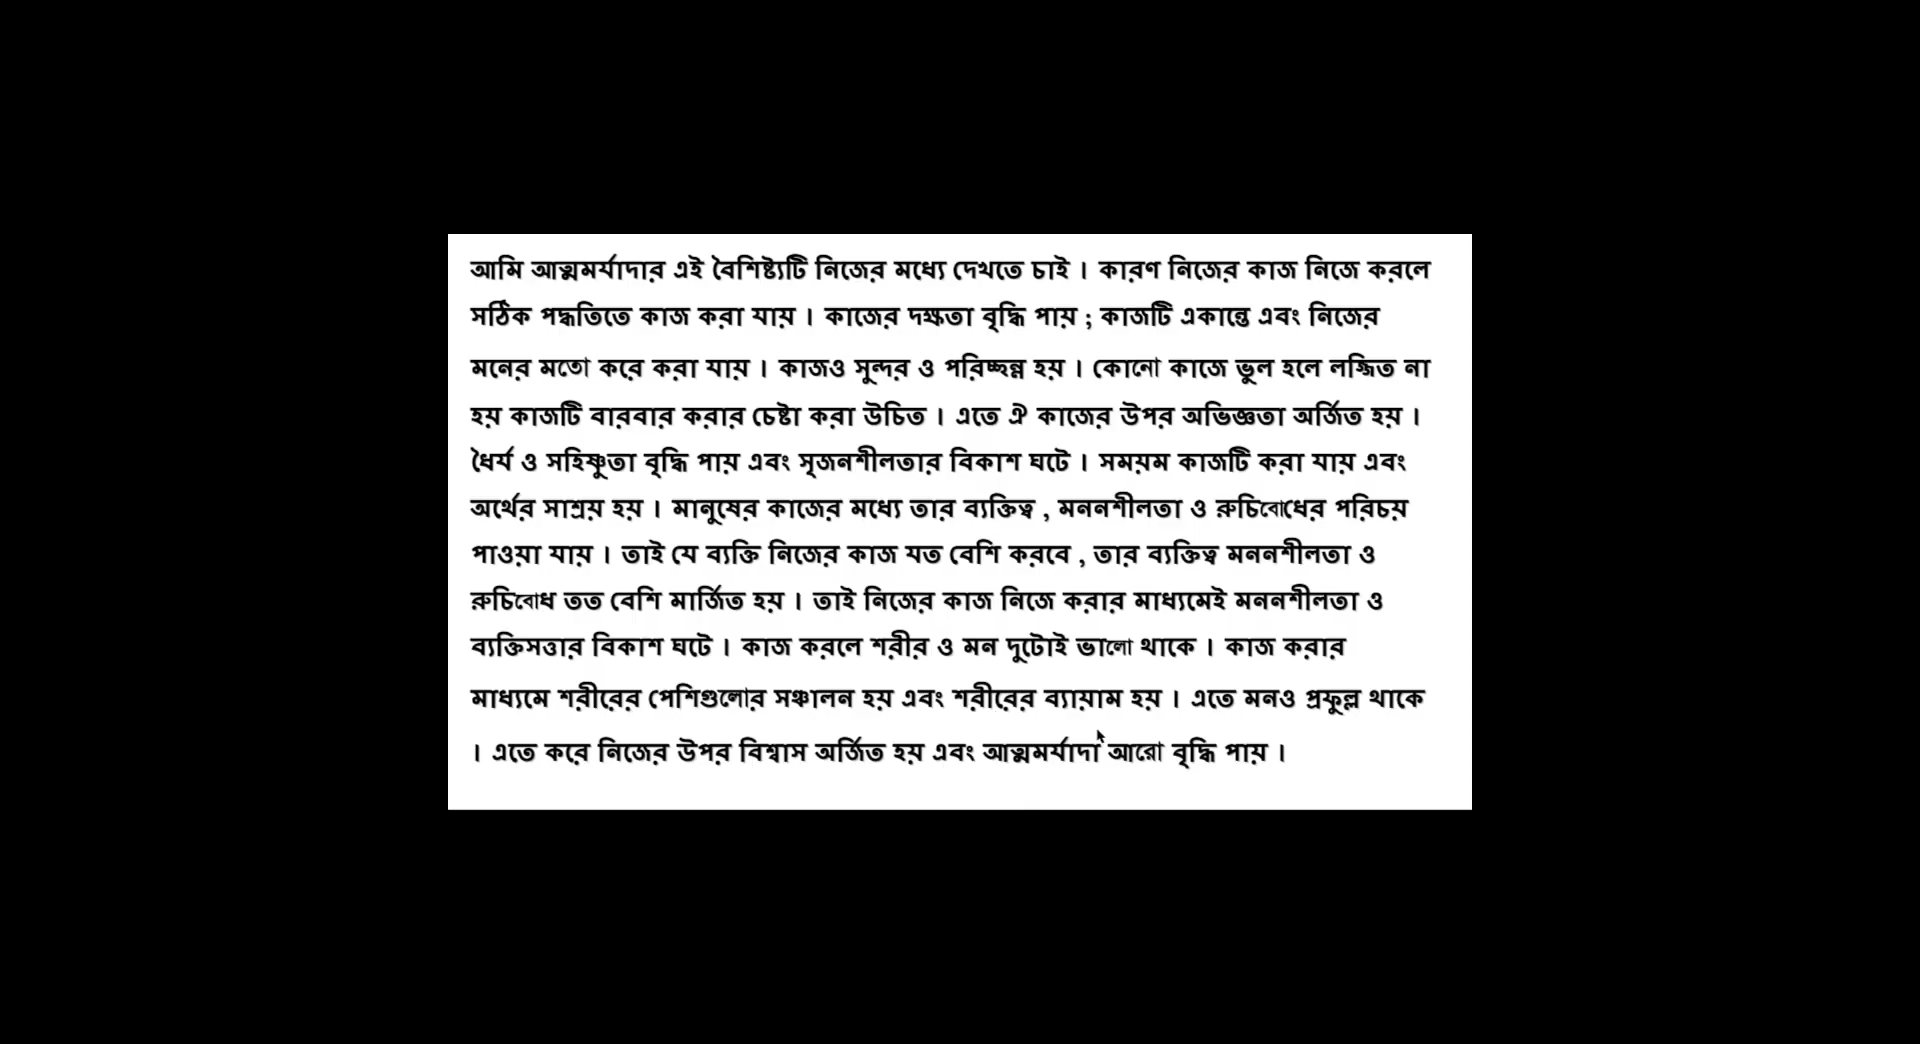 আমি আত্মমর্যাদার এই বৈশিষ্ট্যটি নিজের মধ্যে দেখতে চাই । কারণ নিজের কাজ নিজে করলে
সঠিক পদ্ধতিতে কাজ করা যায় । কাজের দক্ষতা বৃদ্ধি পায় ; কাজটি একান্তে এবং নিজের
মনের মতো করে করা যায় । কাজও সুন্দর ও পরিচ্ছন্ন হয় । কোনো কাজে ভুল হলে লজ্জিত না
হয় কাজটি বারবার করার চেষ্টা করা উচিত । এতে ঐ কাজের উপর অভিজ্ঞতা অর্জিত হয় ।
ধৈর্য ও সহিষ্ণুতা বৃদ্ধি পায় এবং সৃজনশীলতার বিকাশ ঘটে । সময়ম কাজটি করা যায় এবং
অর্থের সাশ্রয় হয় । মানুষের কাজের মধ্যে তার ব্যক্তিত্ব , মননশীলতা ও রুচিবোধের পরিচয়
পাওয়া যায় । তাই যে ব্যক্তি নিজের কাজ যত বেশি করবে , তার ব্যক্তিত্ব মননশীলতা ও
রুচিবোধ তত বেশি মার্জিত হয় । তাই নিজের কাজ নিজে করার মাধ্যমেই মননশীলতা ও
ব্যক্তিসত্তার বিকাশ ঘটে । কাজ করলে শরীর ও মন দুটোই ভালো থাকে । কাজ করার
মাধ্যমে শরীরের পেশিগুলোর সঞ্চালন হয় এবং শরীরের ব্যায়াম হয় । এতে মনও প্রফুল্ল থাকে
। এতে করে নিজের উপর বিশ্বাস অর্জিত হয় এবং আত্মমর্যাদা আরো বৃদ্ধি পায় ।